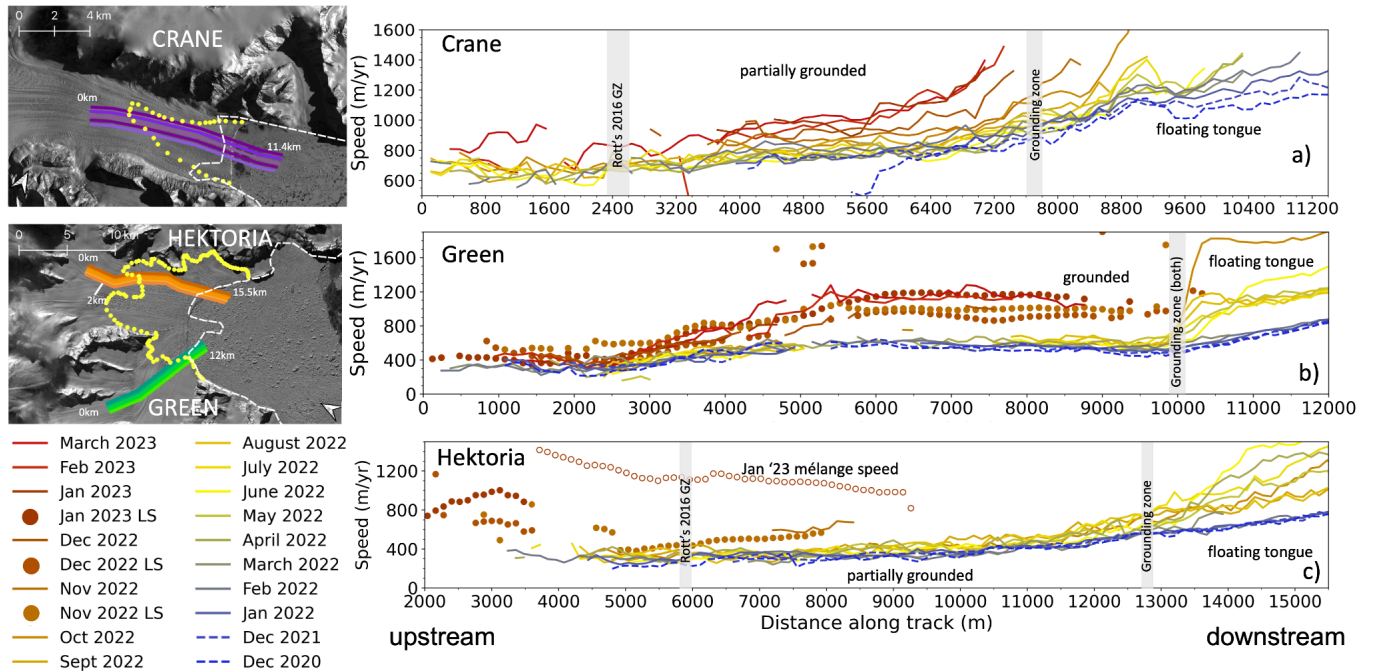 0 2 4 km
CRANE
0km
11.4km
0 5 10 km
HEKTORIA
0km
2km
15.5km
12km
0km
GREEN
March 2023
Feb 2023
Jan 2023
Jan 2023 LS
Dec 2022
Dec 2022 LS
Nov 2022
Nov 2022 LS
Oct 2022
Sept 2022
August 2022
July 2022
June 2022
May 2022
April 2022
March 2022
Feb 2022
Jan 2022
Dec 2021
Dec 2020
Crane
partially grounded
Rott's 2016 GZ
Grounding zone
floating tongue
a)
Speed (m/yr)
1600
1400
1200
1000
800
600
0 800 1600 2400 3200 4000 4800 5600 6400 7200 8000 8800 9600 10400 11200
Green
grounded
Grounding zone (both)
floating tongue
b)
Speed (m/yr)
1600
1200
800
400
0
0 1000 2000 3000 4000 5000 6000 7000 8000 9000 10000 11000 12000
Hektoria
Jan '23 mélange speed
Rott's 2016 GZ
Grounding zone
partially grounded
floating tongue
c)
Speed (m/yr)
1200
800
400
0
2000 3000 4000 5000 6000 7000 8000 9000 10000 11000 12000 13000 14000 15000
Distance along track (m)
upstream
downstream